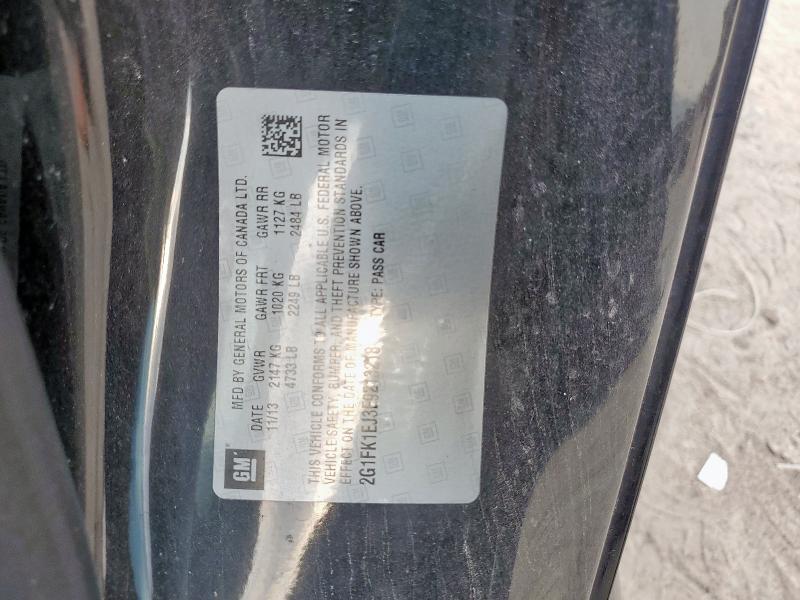 GM
MFD BY GENERAL MOTORS OF CANADA LTD.
DATE GVWR GAWR FRT GAWR RR
11/13 2147 KG 1020 KG 1127 KG
4733 LB 2249 LB 2484 LB
THIS VEHICLE CONFORMS TO ALL APPLICABLE U.S. FEDERAL MOTOR
VEHICLE SAFETY, BUMPER, AND THEFT PREVENTION STANDARDS IN
EFFECT ON THE DATE OF MANUFACTURE SHOWN ABOVE.
TYPE: PASS CAR